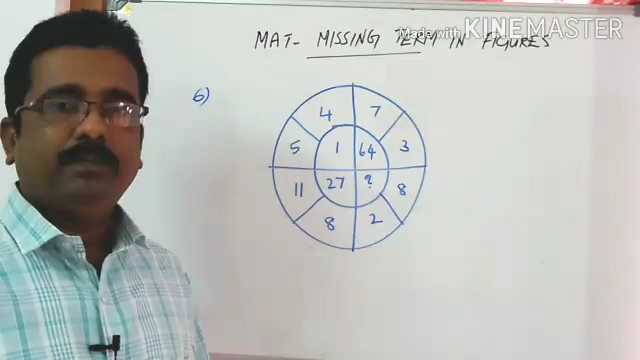 Made with KINEMASTER
MAT- MISSING TERM IN FIGURES
6)
4 7
5 1 64 3
11 27 ? 8
8 2